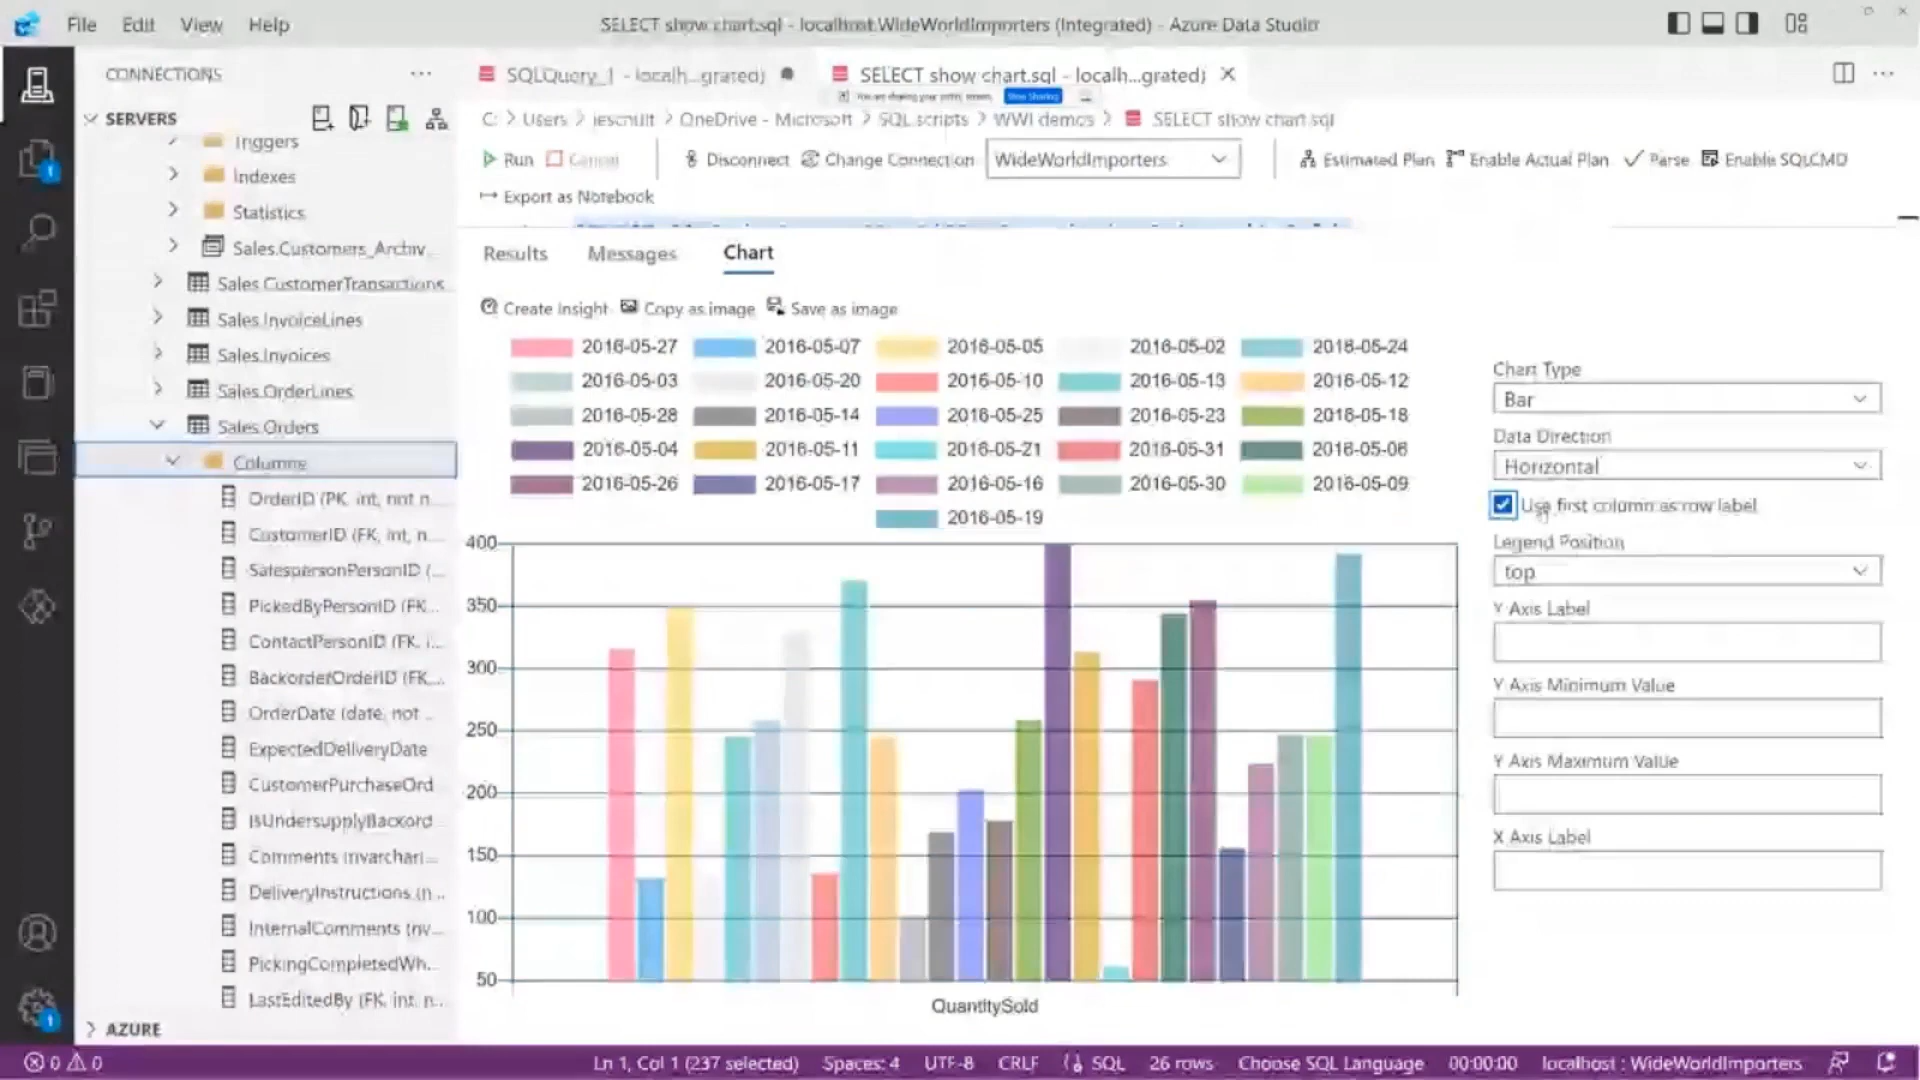 File Edit View Help
SELECT show chart.sql - localhost.WideWorldImporters (Integrated) - Azure Data Studio
CONNECTIONS
SQLQuery_1 - localh...grated)
SELECT show chart.sql - localh...grated)
You are sharing your entire screen. Stop Sharing
SERVERS
C: > Users > > OneDrive - Microsoft > SQL scripts > WWI demos > SELECT show chart.sql
Run Cancel Disconnect Change Connection WideWorldImporters Estimated Plan Enable Actual Plan Parse Enable SQLCMD
Export as Notebook
Triggers
Indexes
Statistics
Sales.Customers_Archiv...
Sales.CustomerTransactions
Sales.InvoiceLines
Sales.Invoices
Sales.OrderLines
Sales.Orders
Columns
OrderID (PK, int, not n...
CustomerID (FK, int, n...
SalespersonPersonID (...
PickedByPersonID (FK...
ContactPersonID (FK, i...
BackorderOrderID (FK,...
OrderDate (date, not ...
ExpectedDeliveryDate
CustomerPurchaseOrd
IsUndersupplyBackord
Comments (nvarchar(...
DeliveryInstructions (n...
InternalComments (nv...
PickingCompletedWh...
LastEditedBy (FK, int, n...
AZURE
Results Messages Chart
Create Insight Copy as image Save as image
2016-05-27 2016-05-07 2016-05-05 2016-05-02 2016-05-24
2016-05-03 2016-05-20 2016-05-10 2016-05-13 2016-05-12
2016-05-28 2016-05-14 2016-05-25 2016-05-23 2016-05-18
2016-05-04 2016-05-11 2016-05-21 2016-05-31 2016-05-06
2016-05-26 2016-05-17 2016-05-16 2016-05-30 2016-05-09
2016-05-19
400
350
300
250
200
150
100
50
QuantitySold
Chart Type
Bar
Data Direction
Horizontal
Use first column as row label
Legend Position
top
Y Axis Label
Y Axis Minimum Value
Y Axis Maximum Value
X Axis Label
0 0 Ln 1, Col 1 (237 selected) Spaces: 4 UTF-8 CRLF SQL 26 rows Choose SQL Language 00:00:00 localhost : WideWorldImporters